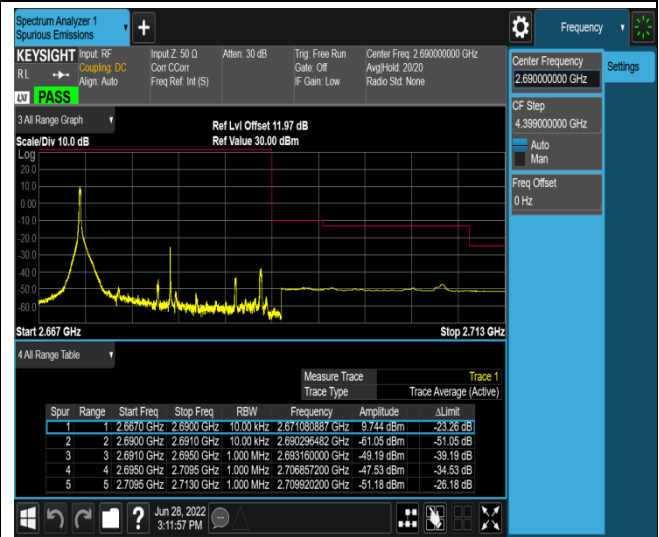 Spectrum Analyzer 1
Spurious Emissions
+
Frequency
KEYSIGHT
RL
LXI
PASS
Input: RF
Coupling: DC
Align: Auto
Input Z: 50 Ω
Corr CCorr
Freq Ref: Int (S)
Atten: 30 dB
Trig: Free Run
Gate: Off
IF Gain: Low
Center Freq: 2.690000000 GHz
Avg|Hold: 20/20
Radio Std: None
Center Frequency
2.690000000 GHz
Settings
CF Step
4.399000000 GHz
Auto
Man
Freq Offset
0 Hz
3 All Range Graph
Scale/Div 10.0 dB
Ref Lvl Offset 11.97 dB
Ref Value 30.00 dBm
Log
20.0
10.0
0.00
-10.0
-20.0
-30.0
-40.0
-50.0
-60.0
Start 2.667 GHz
Stop 2.713 GHz
4 All Range Table
Measure Trace Trace 1
Trace Type Trace Average (Active)
Spur Range Start Freq Stop Freq RBW Frequency Amplitude ΔLimit
1 1 2.6670 GHz 2.6900 GHz 10.00 kHz 2.671080887 GHz 9.744 dBm -23.26 dB
2 2 2.6900 GHz 2.6910 GHz 10.00 kHz 2.690296482 GHz -61.05 dBm -51.05 dB
3 3 2.6910 GHz 2.6950 GHz 1.000 MHz 2.693160000 GHz -49.19 dBm -39.19 dB
4 4 2.6950 GHz 2.7095 GHz 1.000 MHz 2.706857200 GHz -47.53 dBm -34.53 dB
5 5 2.7095 GHz 2.7130 GHz 1.000 MHz 2.709920200 GHz -51.18 dBm -26.18 dB
?
Jun 28, 2022
3:11:57 PM